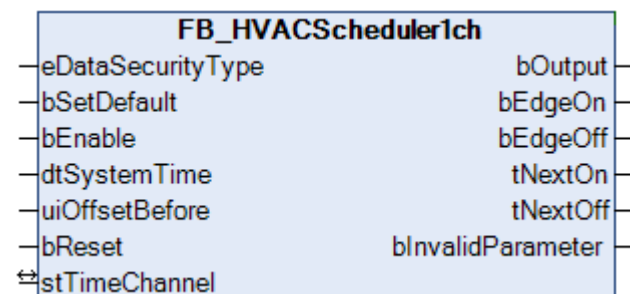 FB_HVACScheduler1ch
eDataSecurityType bOutput
bSetDefault bEdgeOn
bEnable bEdgeOff
dtSystemTime tNextOn
uiOffsetBefore tNextOff
bReset bInvalidParameter
stTimeChannel